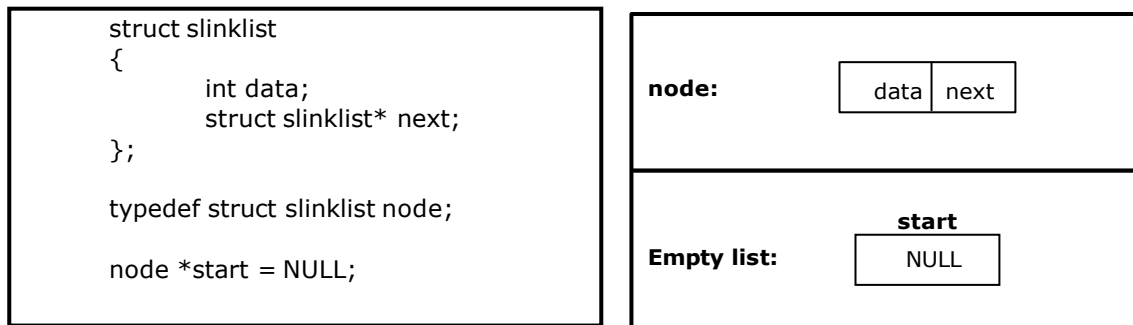 struct slinklist
{
int data;
struct slinklist* next;
};
typedef struct slinklist node;
node *start = NULL;
node:
data next
start
Empty list:
NULL